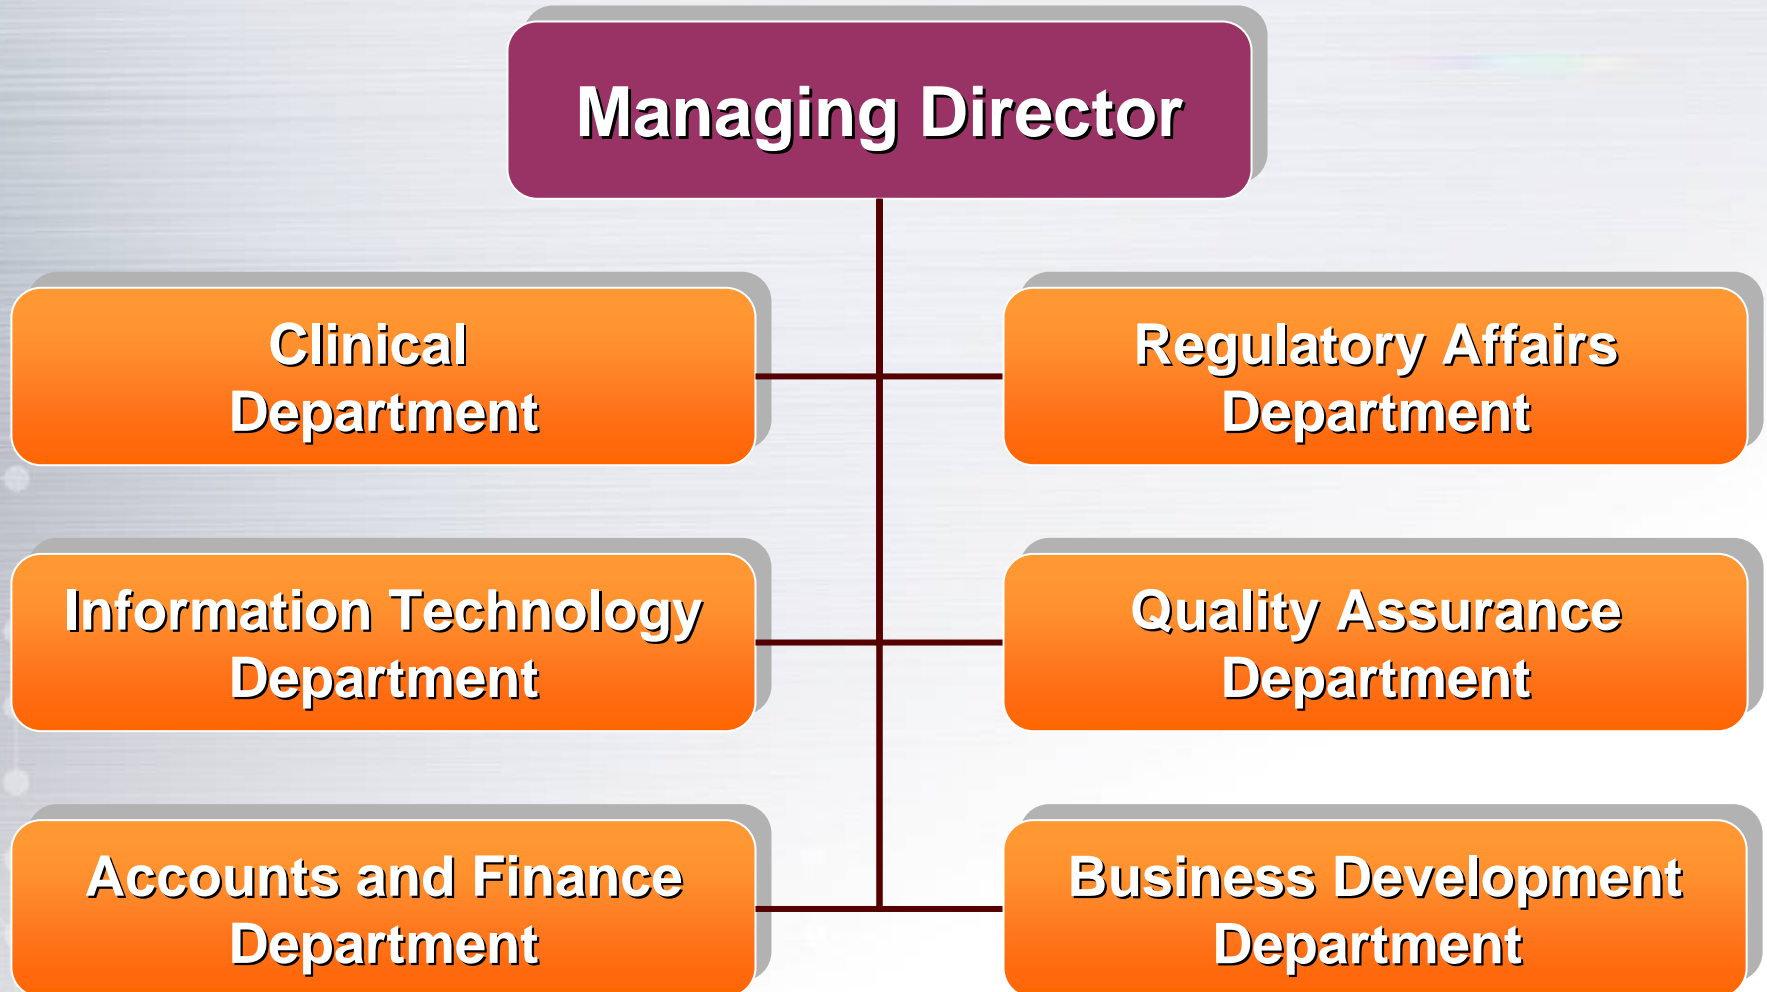 Managing Director
Clinical
Department
Regulatory Affairs
Department
Information Technology
Department
Quality Assurance
Department
Accounts and Finance
Department
Business Development
Department